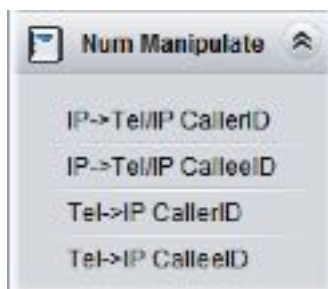 Num Manipulate
IP->Tel/IP CallerID
IP->Tel/IP CalleeID
Tel->IP CallerID
Tel->IP CalleeID